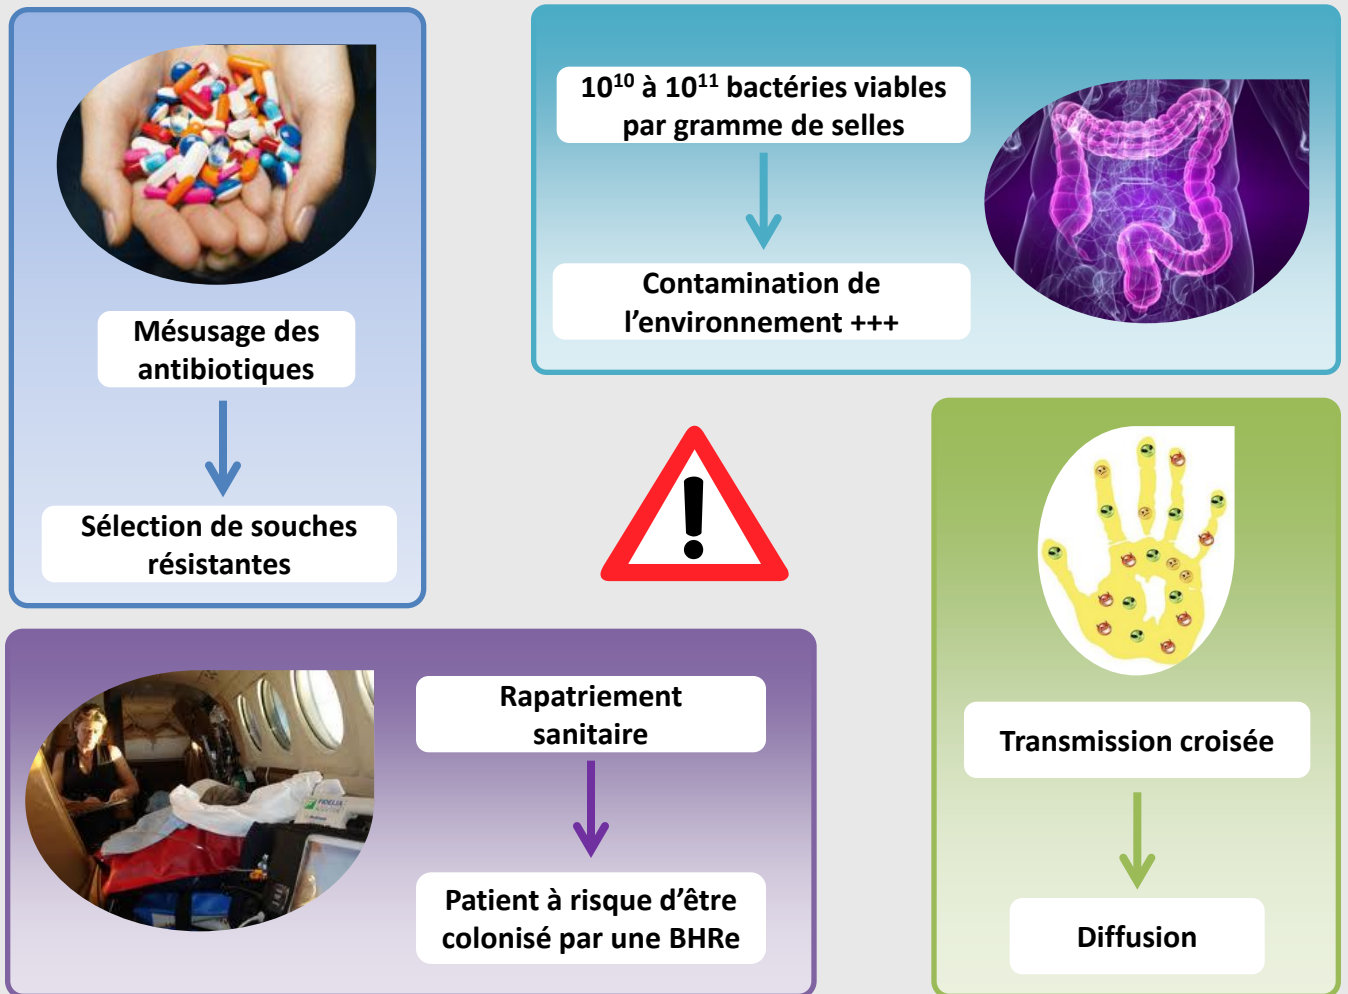 Mésusage des
antibiotiques
Sélection de souches
résistantes
10¹⁰ à 10¹¹ bactéries viables
par gramme de selles
Contamination de
l’environnement +++
Rapatriement
sanitaire
Patient à risque d’être
colonisé par une BHRe
FIDELIA
Transmission croisée
Diffusion